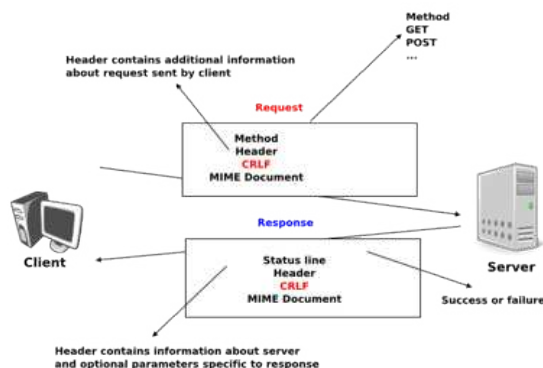 Method
GET
POST
...
Header contains additional information
about request sent by client
Request
Method
Header
CRLF
MIME Document
Response
Client
Server
Status line
Header
CRLF
MIME Document
Success or failure
Header contains information about server
and optional parameters specific to response